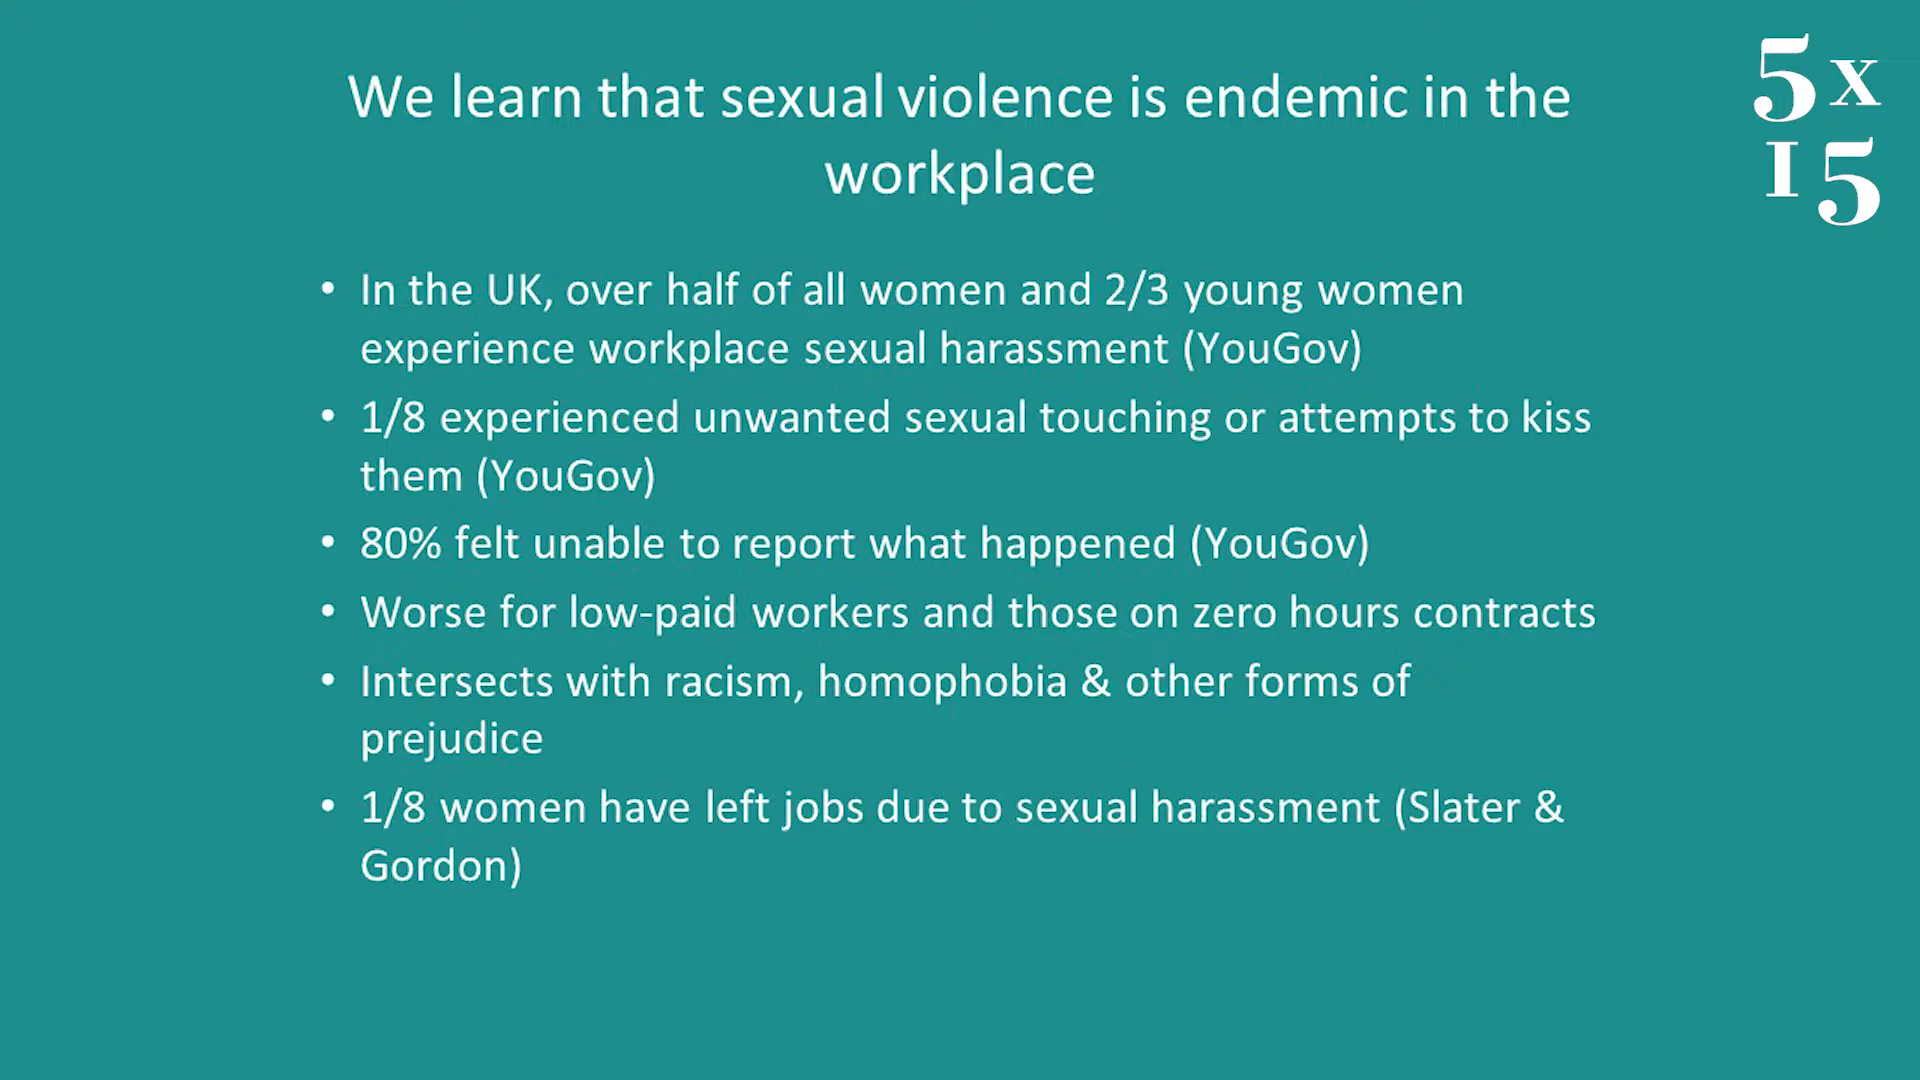 We learn that sexual violence is endemic in the
workplace
5 x
15
• In the UK, over half of all women and 2/3 young women
experience workplace sexual harassment (YouGov)
• 1/8 experienced unwanted sexual touching or attempts to kiss
them (YouGov)
• 80% felt unable to report what happened (YouGov)
• Worse for low-paid workers and those on zero hours contracts
• Intersects with racism, homophobia & other forms of
prejudice
• 1/8 women have left jobs due to sexual harassment (Slater &
Gordon)